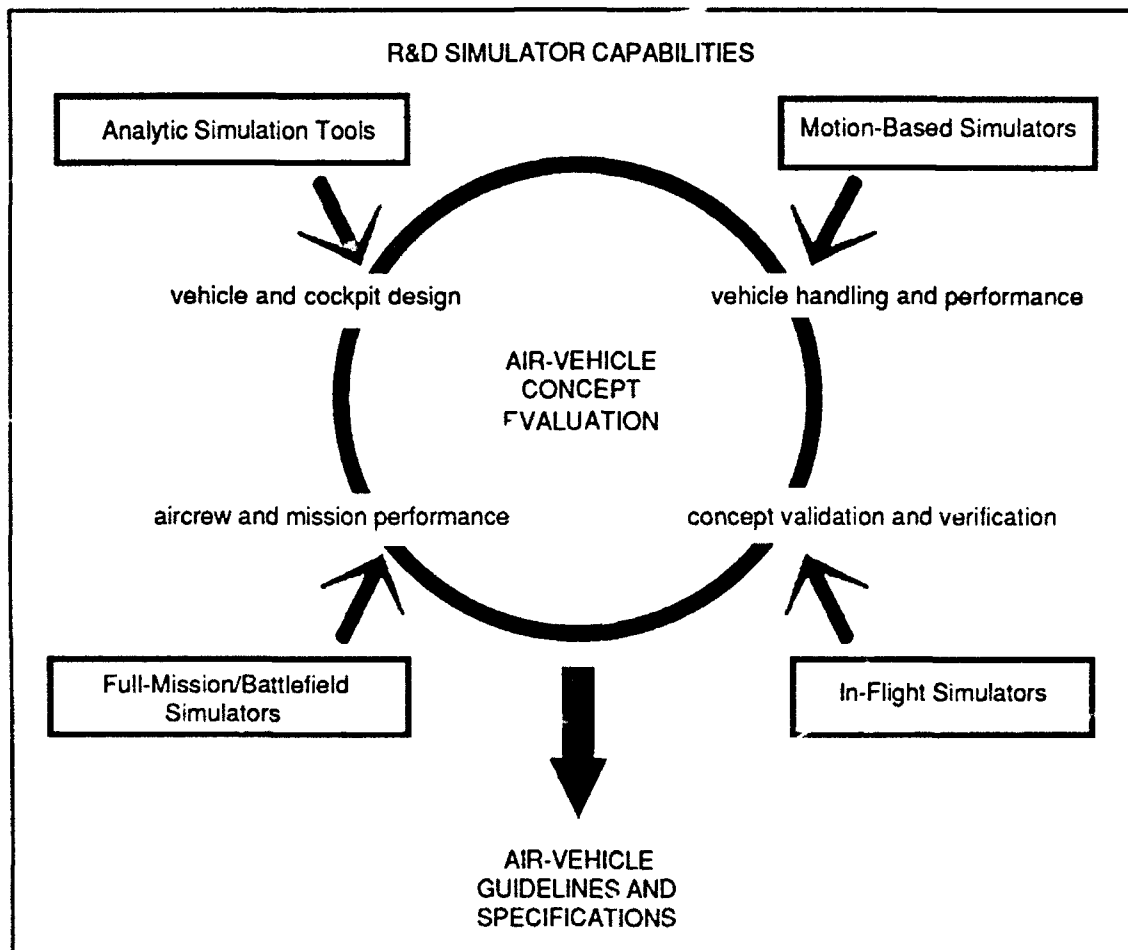 R&D SIMULATOR CAPABILITIES
Analytic Simulation Tools
Motion-Based Simulators
vehicle and cockpit design
vehicle handling and performance
AIR-VEHICLE
CONCEPT
EVALUATION
aircrew and mission performance
concept validation and verification
Full-Mission/Battlefield
Simulators
In-Flight Simulators
AIR-VEHICLE
GUIDELINES AND
SPECIFICATIONS